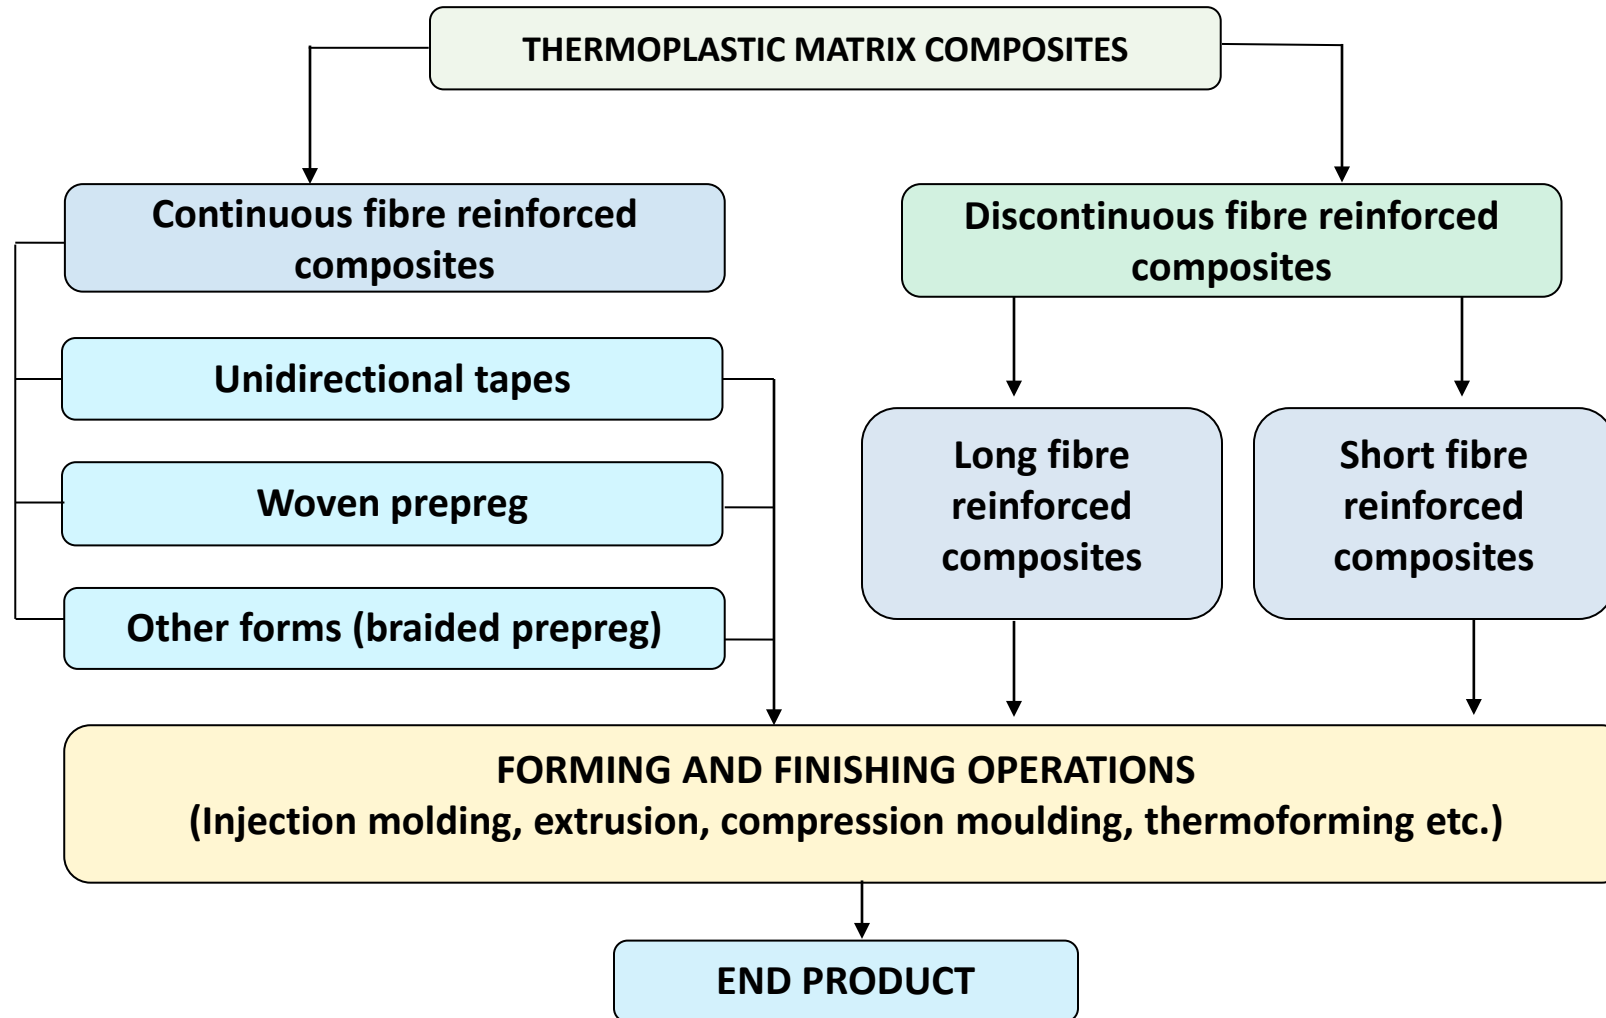 THERMOPLASTIC MATRIX COMPOSITES
Continuous fibre reinforced
composites
Discontinuous fibre reinforced
composites
Unidirectional tapes
Woven prepreg
Other forms (braided prepreg)
Long fibre
reinforced
composites
Short fibre
reinforced
composites
FORMING AND FINISHING OPERATIONS
(Injection molding, extrusion, compression moulding, thermoforming etc.)
END PRODUCT